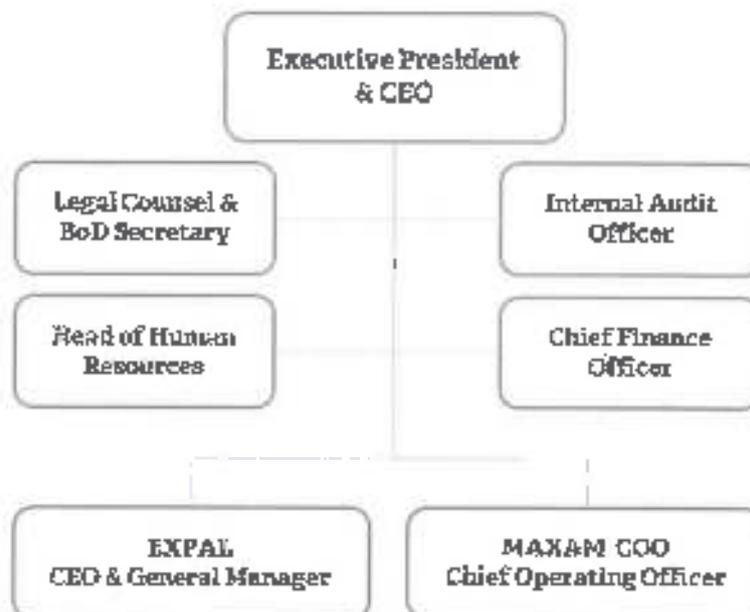 Executive President
& CEO
Legal Counsel &
BoD Secretary
Internal Audit
Officer
Head of Human
Resources
Chief Finance
Officer
EXPAL
CEO & General Manager
MAXAM COO
Chief Operating Officer